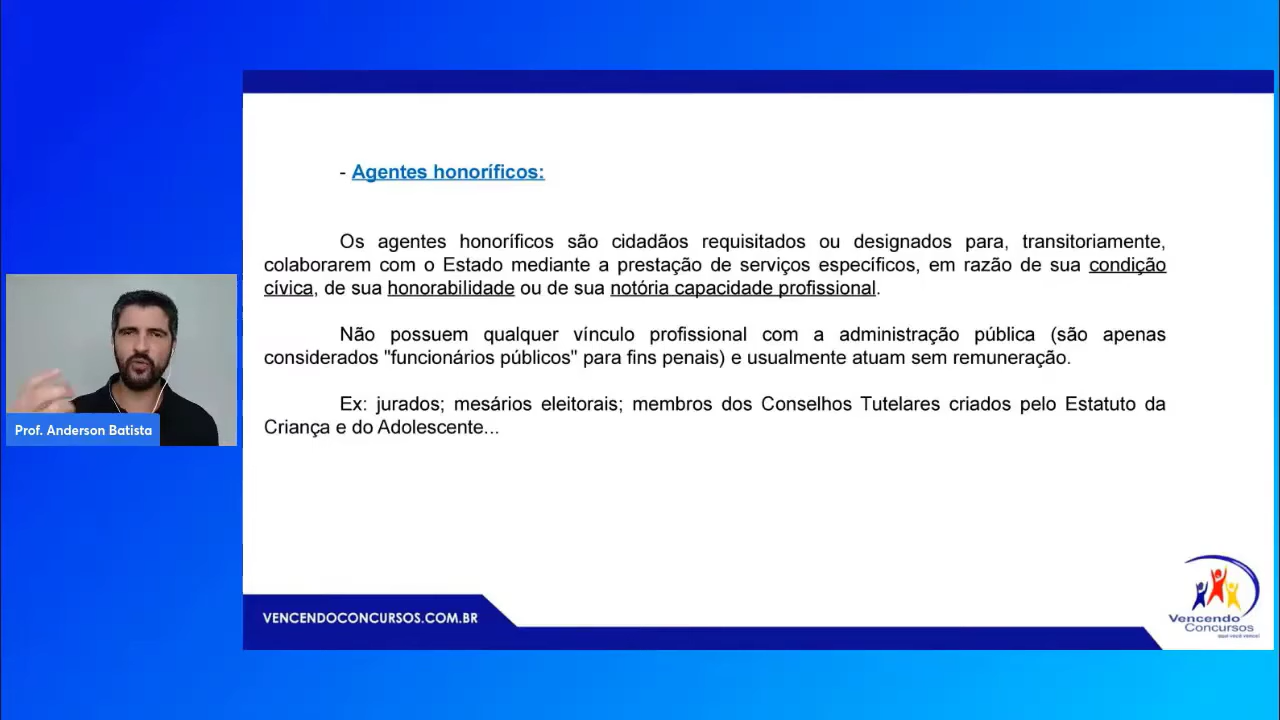 - Agentes honoríficos:
Os agentes honoríficos são cidadãos requisitados ou designados para, transitoriamente,
colaborarem com o Estado mediante a prestação de serviços específicos, em razão de sua condição
cívica, de sua honorabilidade ou de sua notória capacidade profissional.
Não possuem qualquer vínculo profissional com a administração pública (são apenas
considerados "funcionários públicos" para fins penais) e usualmente atuam sem remuneração.
Ex: jurados; mesários eleitorais; membros dos Conselhos Tutelares criados pelo Estatuto da
Criança e do Adolescente...
Prof. Anderson Batista
VENCENDOCONCURSOS.COM.BR
Vencendo
Concursos
aqui você vence!